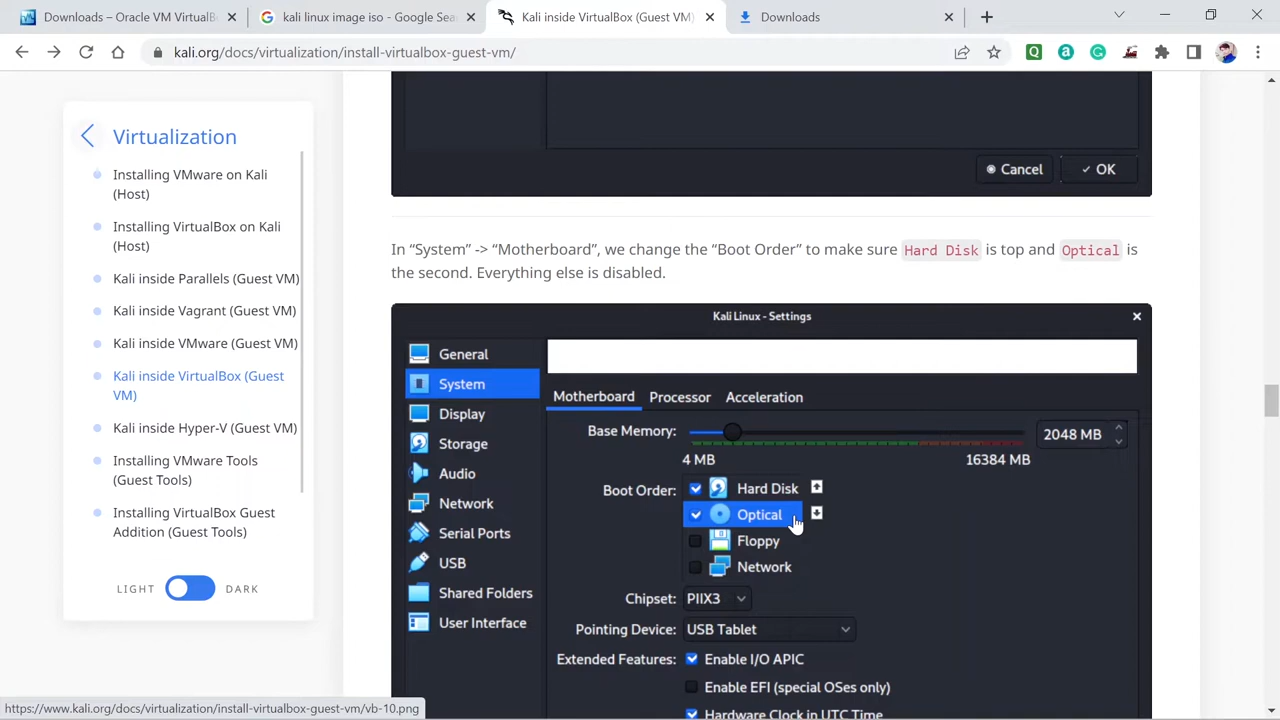 Downloads – Oracle VM VirtualB
kali linux image iso - Google Sear
Kali inside VirtualBox (Guest VM)
Downloads
kali.org/docs/virtualization/install-virtualbox-guest-vm/
Virtualization
Installing VMware on Kali
(Host)
Installing VirtualBox on Kali
(Host)
Kali inside Parallels (Guest VM)
Kali inside Vagrant (Guest VM)
Kali inside VMware (Guest VM)
Kali inside VirtualBox (Guest
VM)
Kali inside Hyper-V (Guest VM)
Installing VMware Tools
(Guest Tools)
Installing VirtualBox Guest
Addition (Guest Tools)
LIGHT DARK
Cancel OK
In “System” -> “Motherboard”, we change the “Boot Order” to make sure Hard Disk is top and Optical is
the second. Everything else is disabled.
Kali Linux - Settings
General
System
Display
Storage
Audio
Network
Serial Ports
USB
Shared Folders
User Interface
Motherboard Processor Acceleration
Base Memory: 2048 MB
4 MB 16384 MB
Boot Order: Hard Disk
Optical
Floppy
Network
Chipset: PIIX3
Pointing Device: USB Tablet
Extended Features: Enable I/O APIC
Enable EFI (special OSes only)
Hardware Clock in UTC Time
https://www.kali.org/docs/virtualization/install-virtualbox-guest-vm/vb-10.png